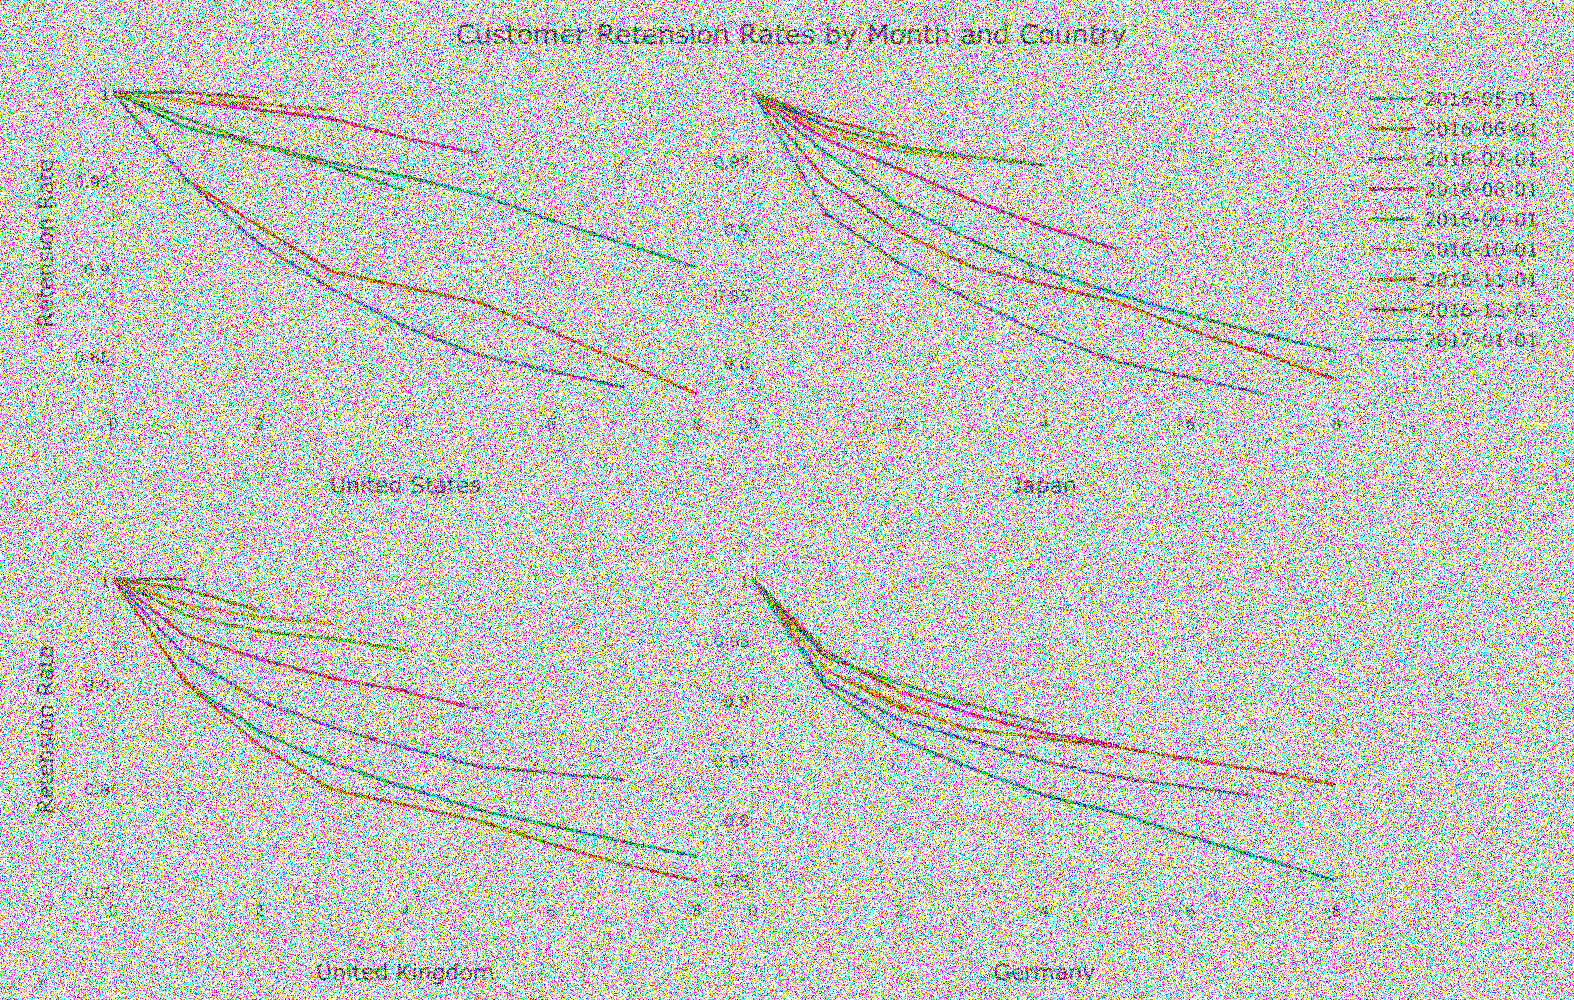 Customer Retension Rates by Month and Country
1
0.95
0.9
0.85
0 2 4 6 8
Retension Rate
United States
0.95
0.9
0.85
0.8
0 2 4 6 8
Japan
2016-05-01
2016-06-01
2016-07-01
2016-08-01
2016-09-01
2016-10-01
2016-11-01
2016-12-01
2017-01-01
1
0.9
0.8
0.7
2 4 6 8
Retension Rate
United Kingdom
0.95
0.9
0.85
0.8
0.75
0 2 4 6 8
Germany